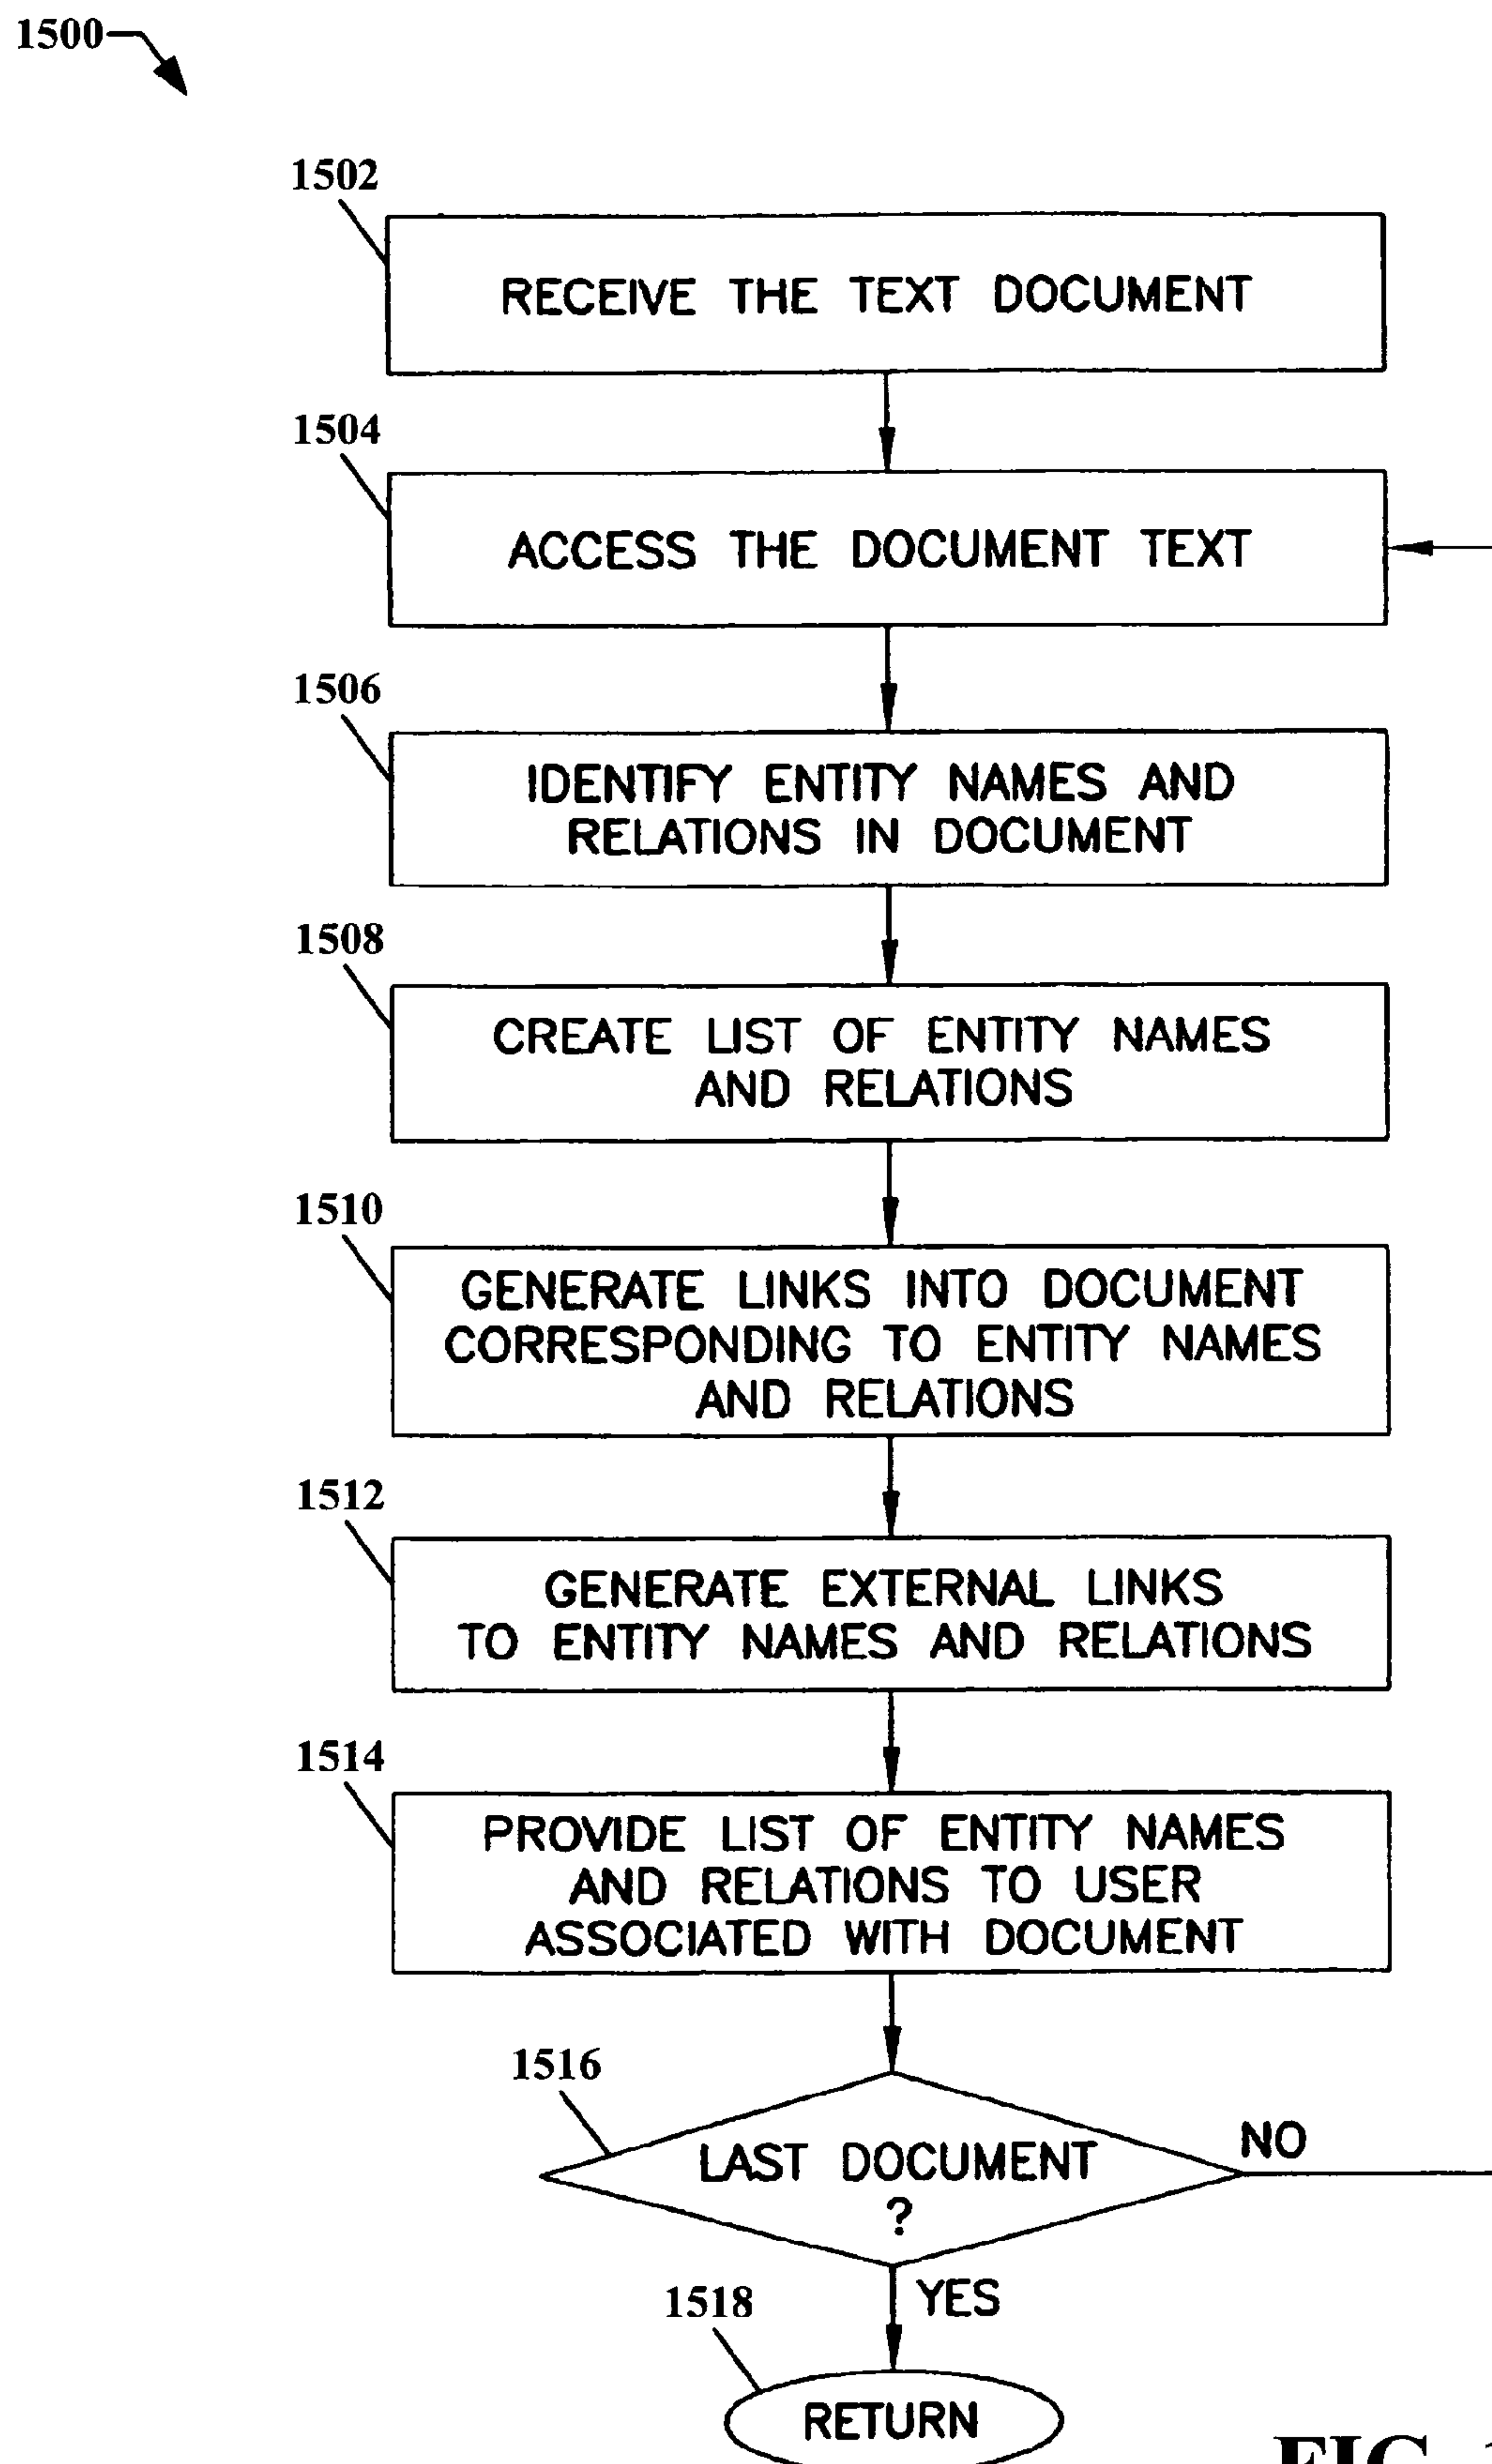 1500
1502
RECEIVE THE TEXT DOCUMENT
1504
ACCESS THE DOCUMENT TEXT
1506
IDENTIFY ENTITY NAMES AND
RELATIONS IN DOCUMENT
1508
CREATE LIST OF ENTITY NAMES
AND RELATIONS
1510
GENERATE LINKS INTO DOCUMENT
CORRESPONDING TO ENTITY NAMES
AND RELATIONS
1512
GENERATE EXTERNAL LINKS
TO ENTITY NAMES AND RELATIONS
1514
PROVIDE LIST OF ENTITY NAMES
AND RELATIONS TO USER
ASSOCIATED WITH DOCUMENT
1516
LAST DOCUMENT
?
NO
YES
1518
RETURN
FIG.